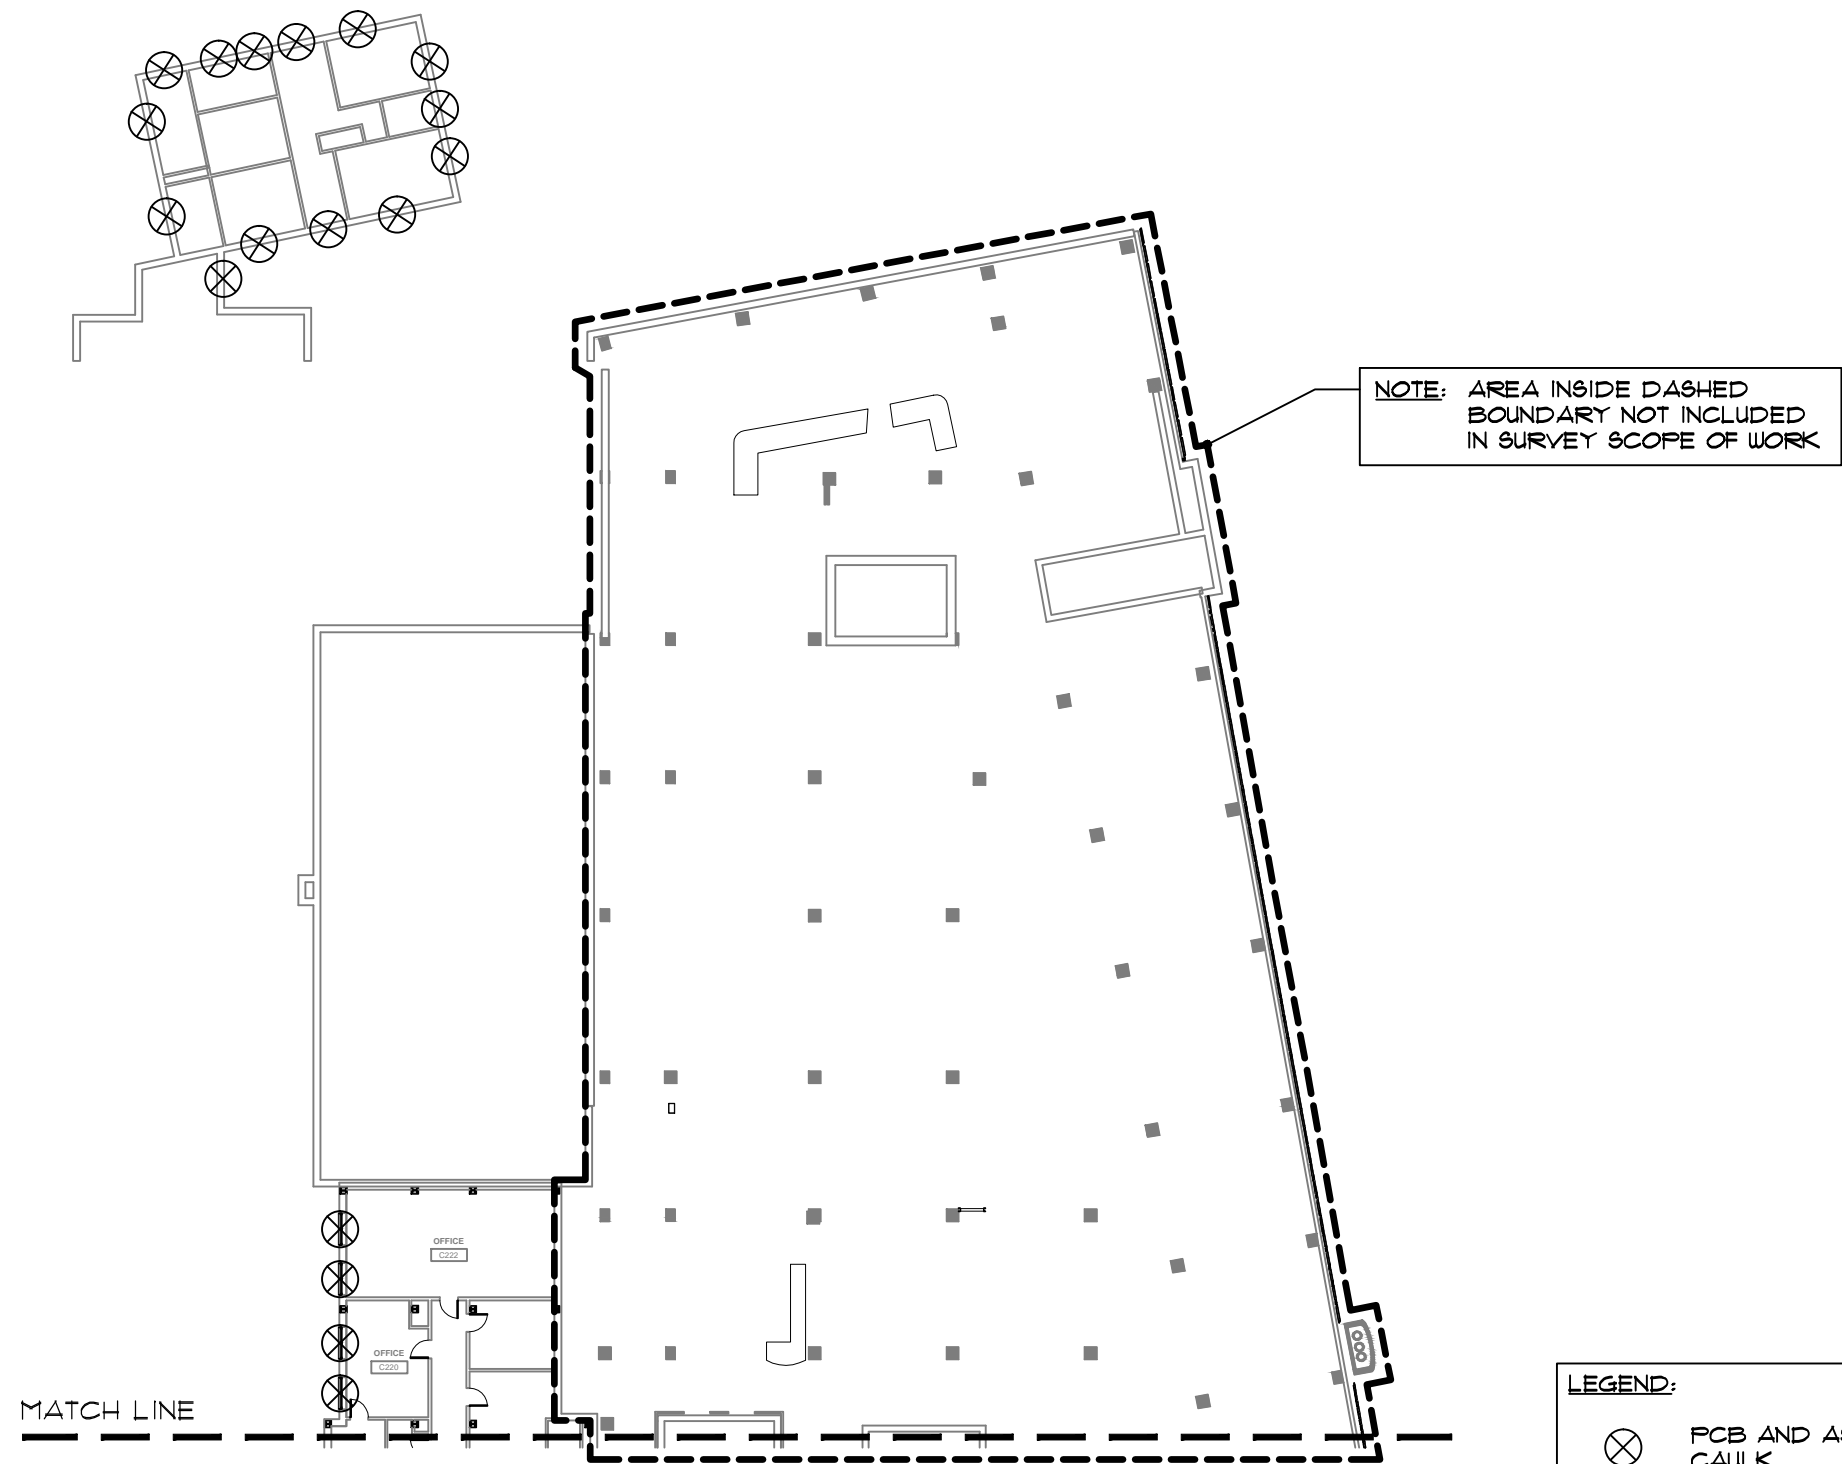 NOTE: AREA INSIDE DASHED
BOUNDARY NOT INCLUDED
IN SURVEY SCOPE OF WORK
OFFICE
C222
OFFICE
C220
MATCH LINE
LEGEND:
PCB AND
CAULK